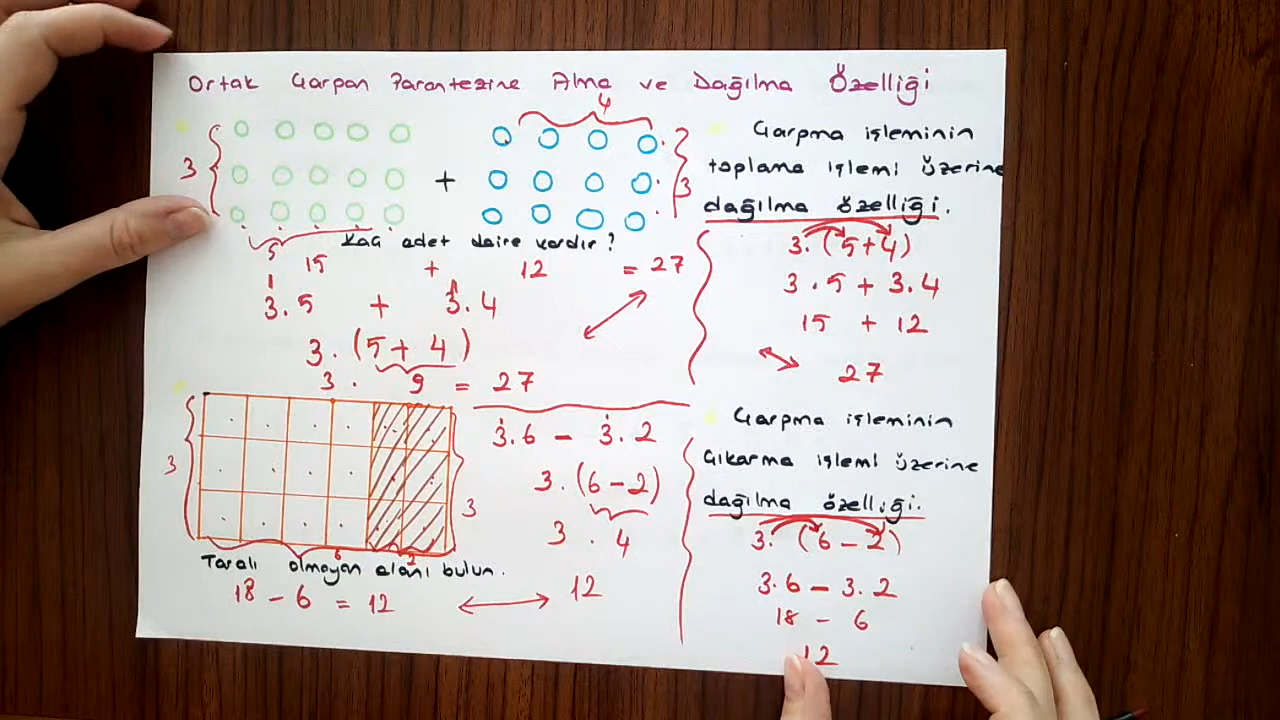 Ortak Çarpan Parantezine Alma ve Dağılma Özelliği
4
3
+
3
5
Kaç adet daire vardır?
15 + 12 = 27
3.5 + 3.4
3.(5+4)
3 . 9 = 27
3
3
6
2
Taralı olmayan alanı bulun.
18 - 6 = 12
3.6 - 3.2
3.(6-2)
3 . 4
12
Çarpma işleminin
toplama işlemi üzerine
dağılma özelliği.
3.(5+4)
3.5 + 3.4
15 + 12
27
Çarpma işleminin
Çıkarma işlemi üzerine
dağılma özelliği.
3.(6-2)
3.6 - 3.2
18 - 6
12